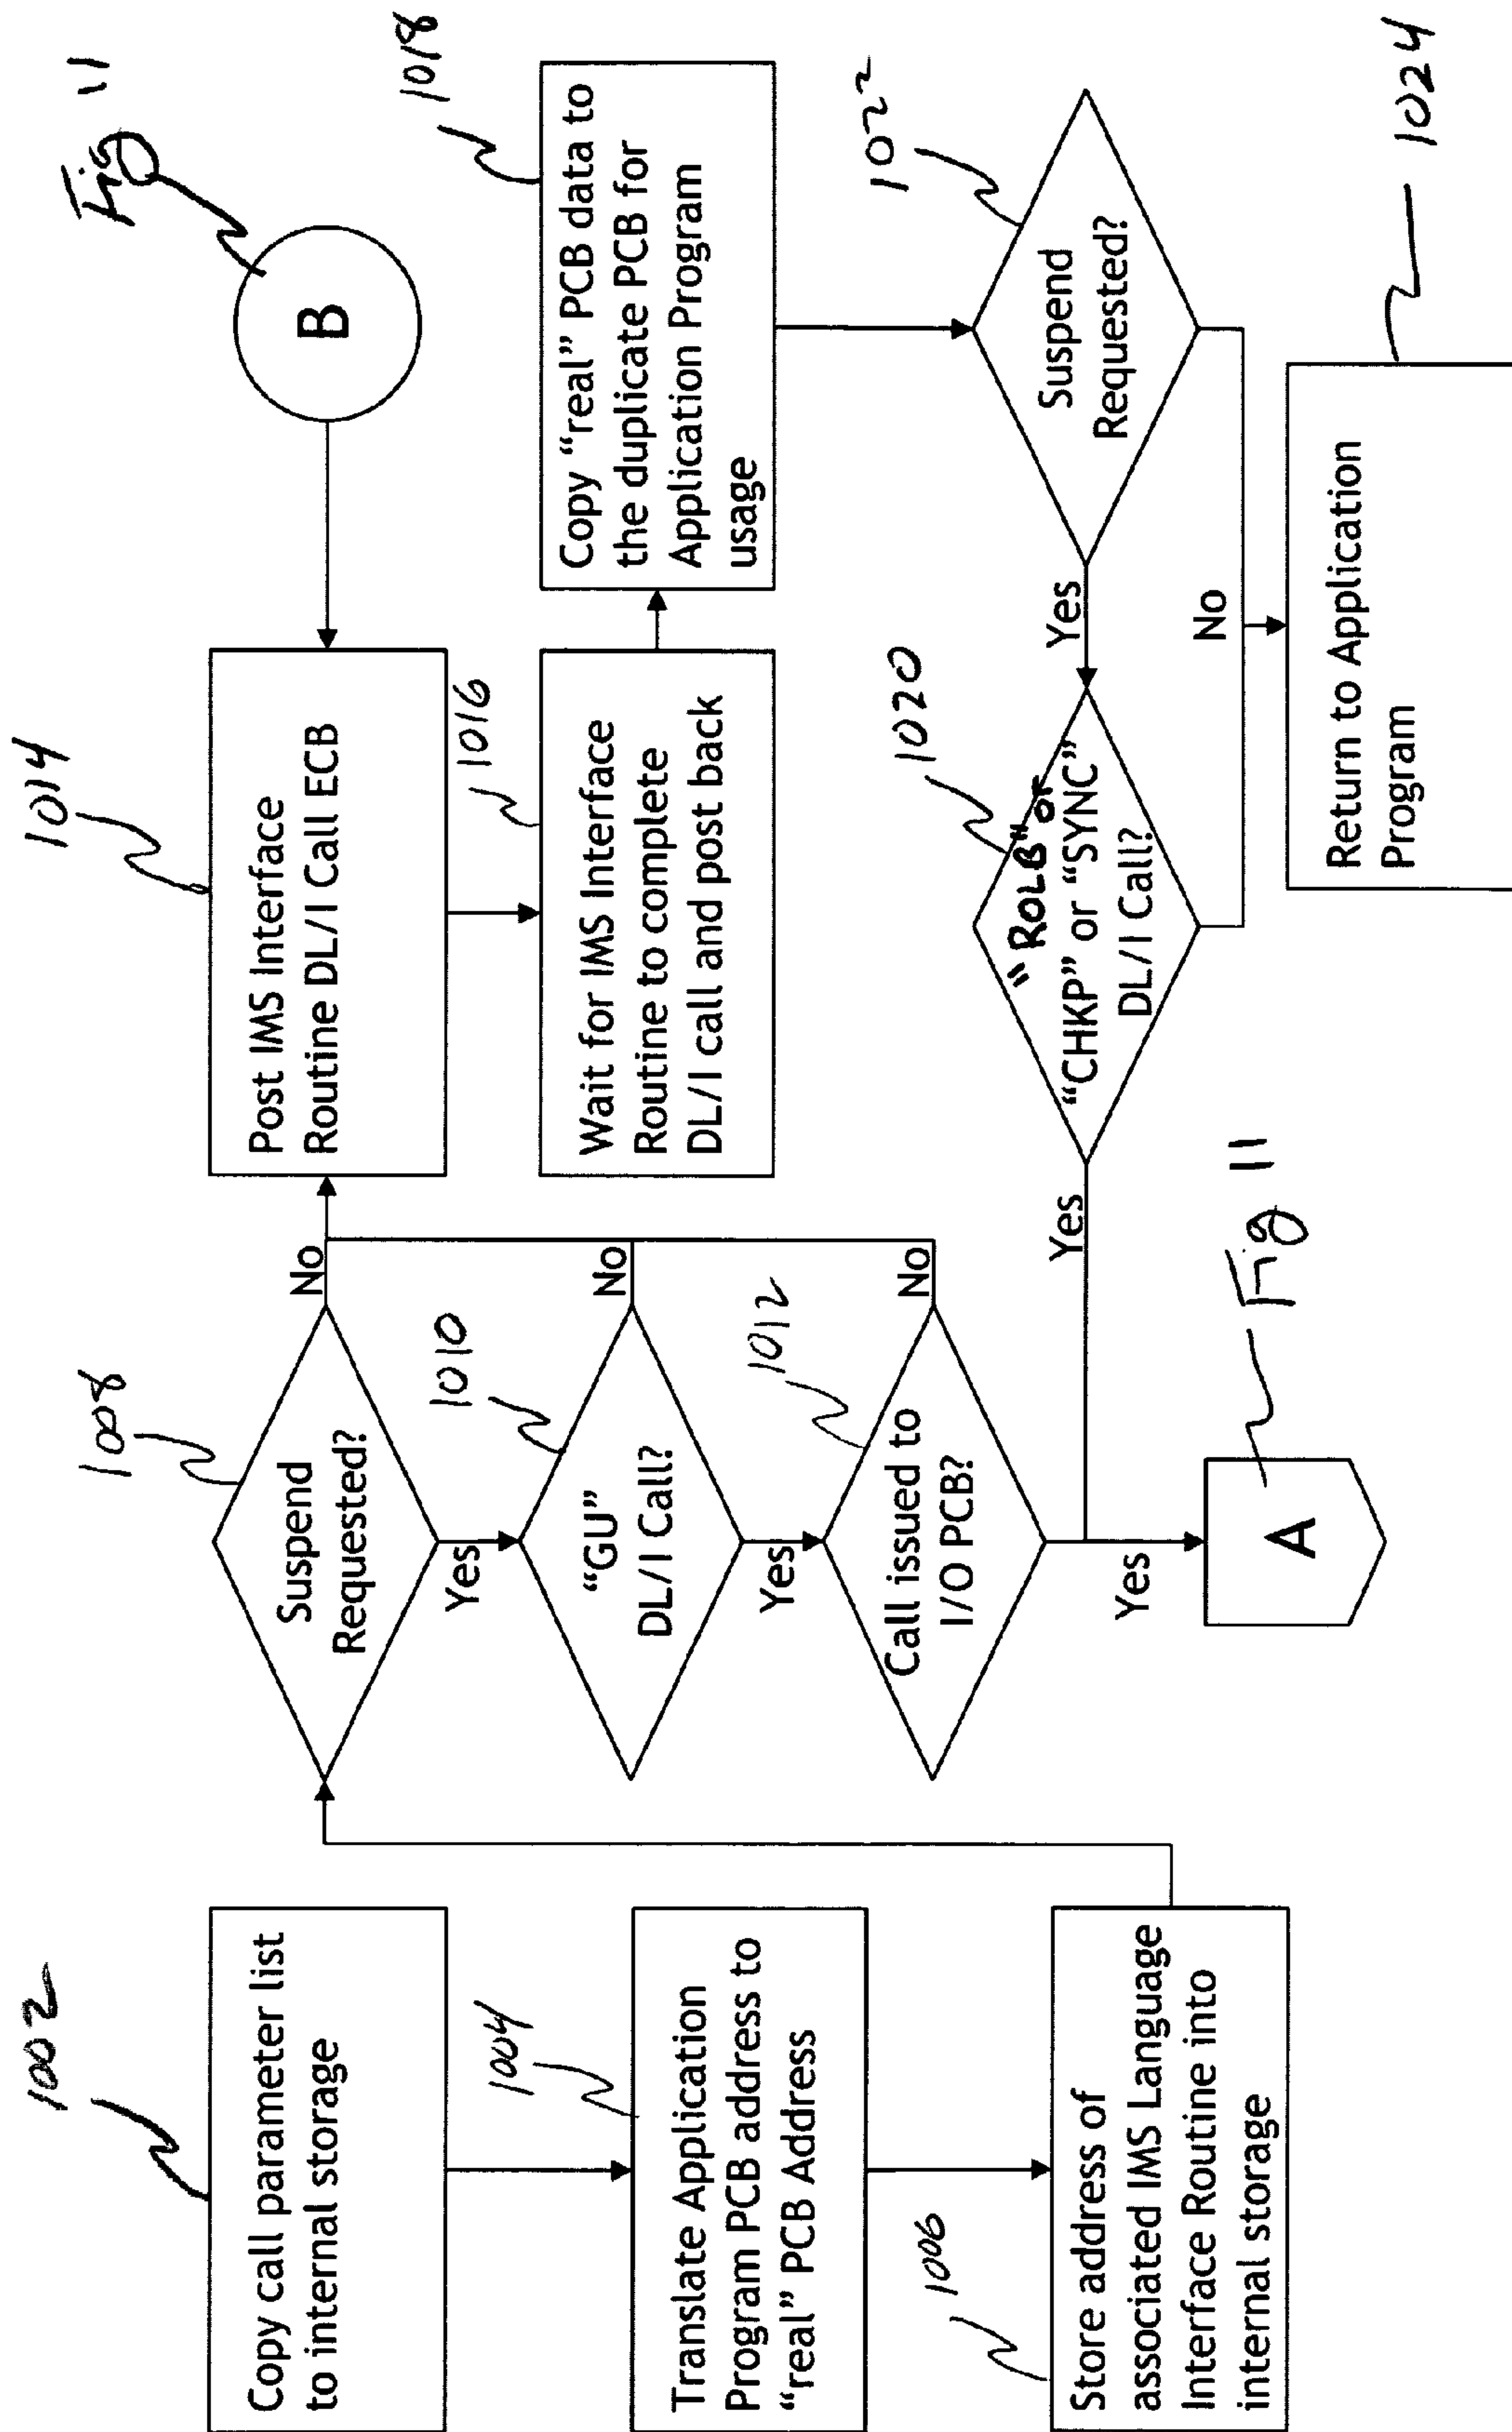 1002
Copy call parameter list
to internal storage
1004
Translate Application
Program PCB address to
“real” PCB Address
1006
Store address of
associated IMS Language
Interface Routine into
internal storage
1008
Suspend
Requested?
No
Yes
1010
“GU”
DL/I Call?
No
Yes
1012
Call issued to
I/O PCB?
No
Yes
A
Fig 11
1014
Post IMS Interface
Routine DL/I Call ECB
B
Fig 11
1016
Wait for IMS Interface
Routine to complete
DL/I call and post back
1018
Copy “real” PCB data to
the duplicate PCB for
Application Program
usage
1022
Suspend
Requested?
Yes
No
1020
"ROLB" or
“CHKP” or “SYNC”
DL/I Call?
Yes
Return to Application
Program
1024